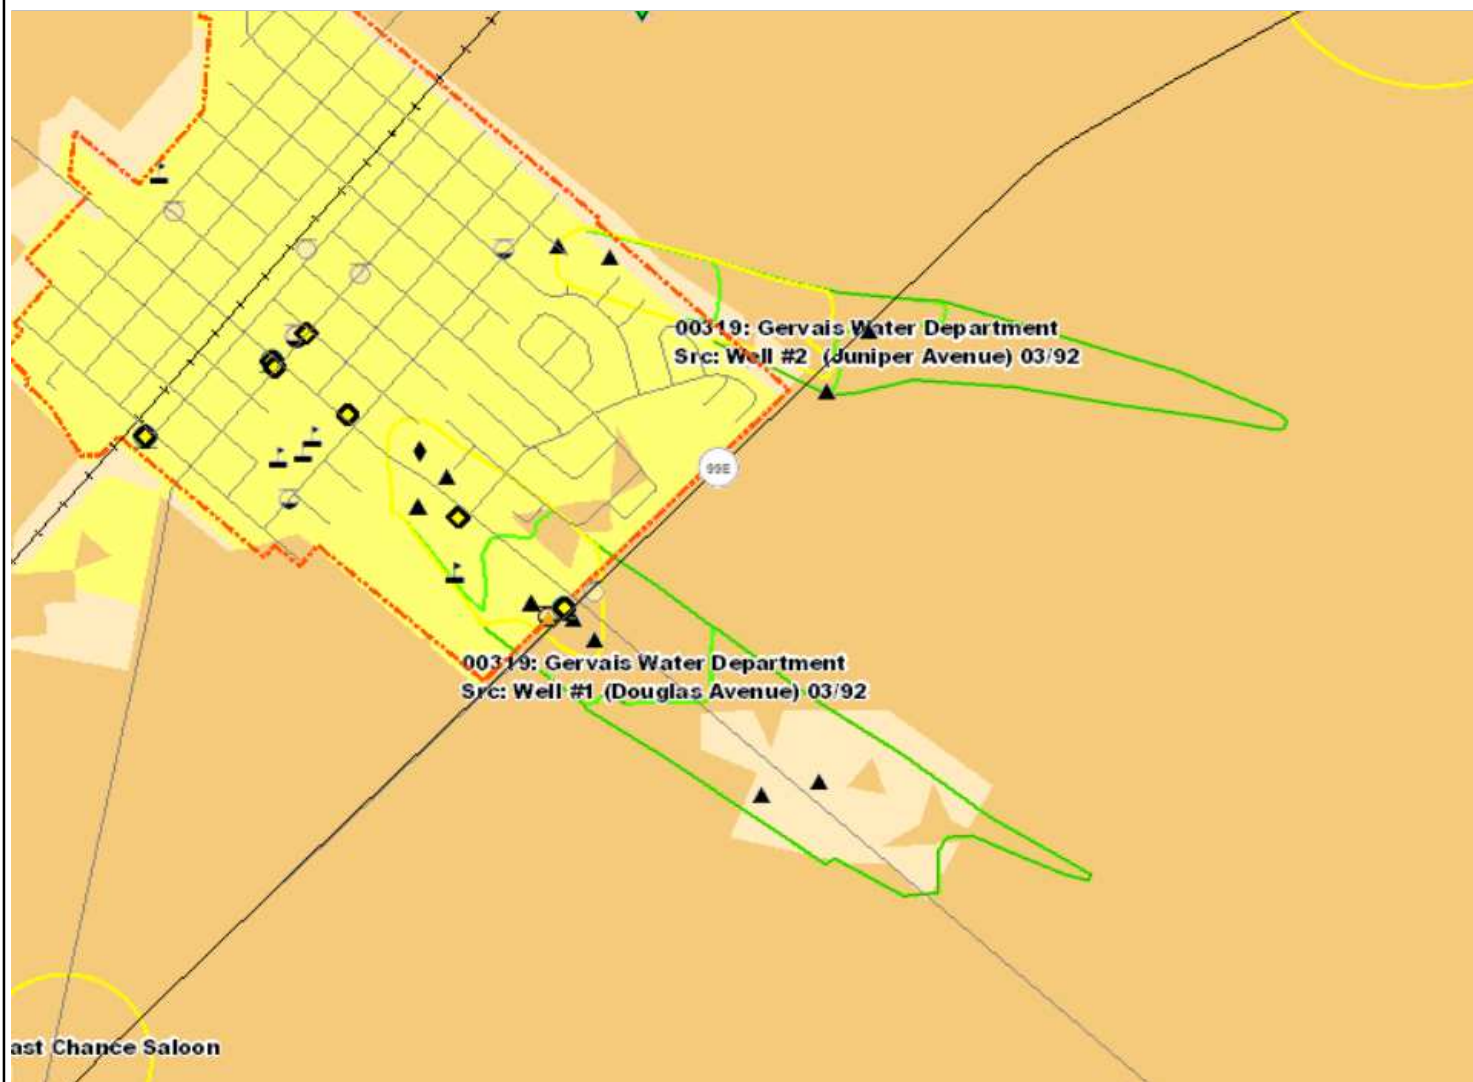 00319: Gervais Water Department
Src: Well #2 (Juniper Avenue) 03/92
99E
00319: Gervais Water Department
Src: Well #1 (Douglas Avenue) 03/92
ast Chance Saloon